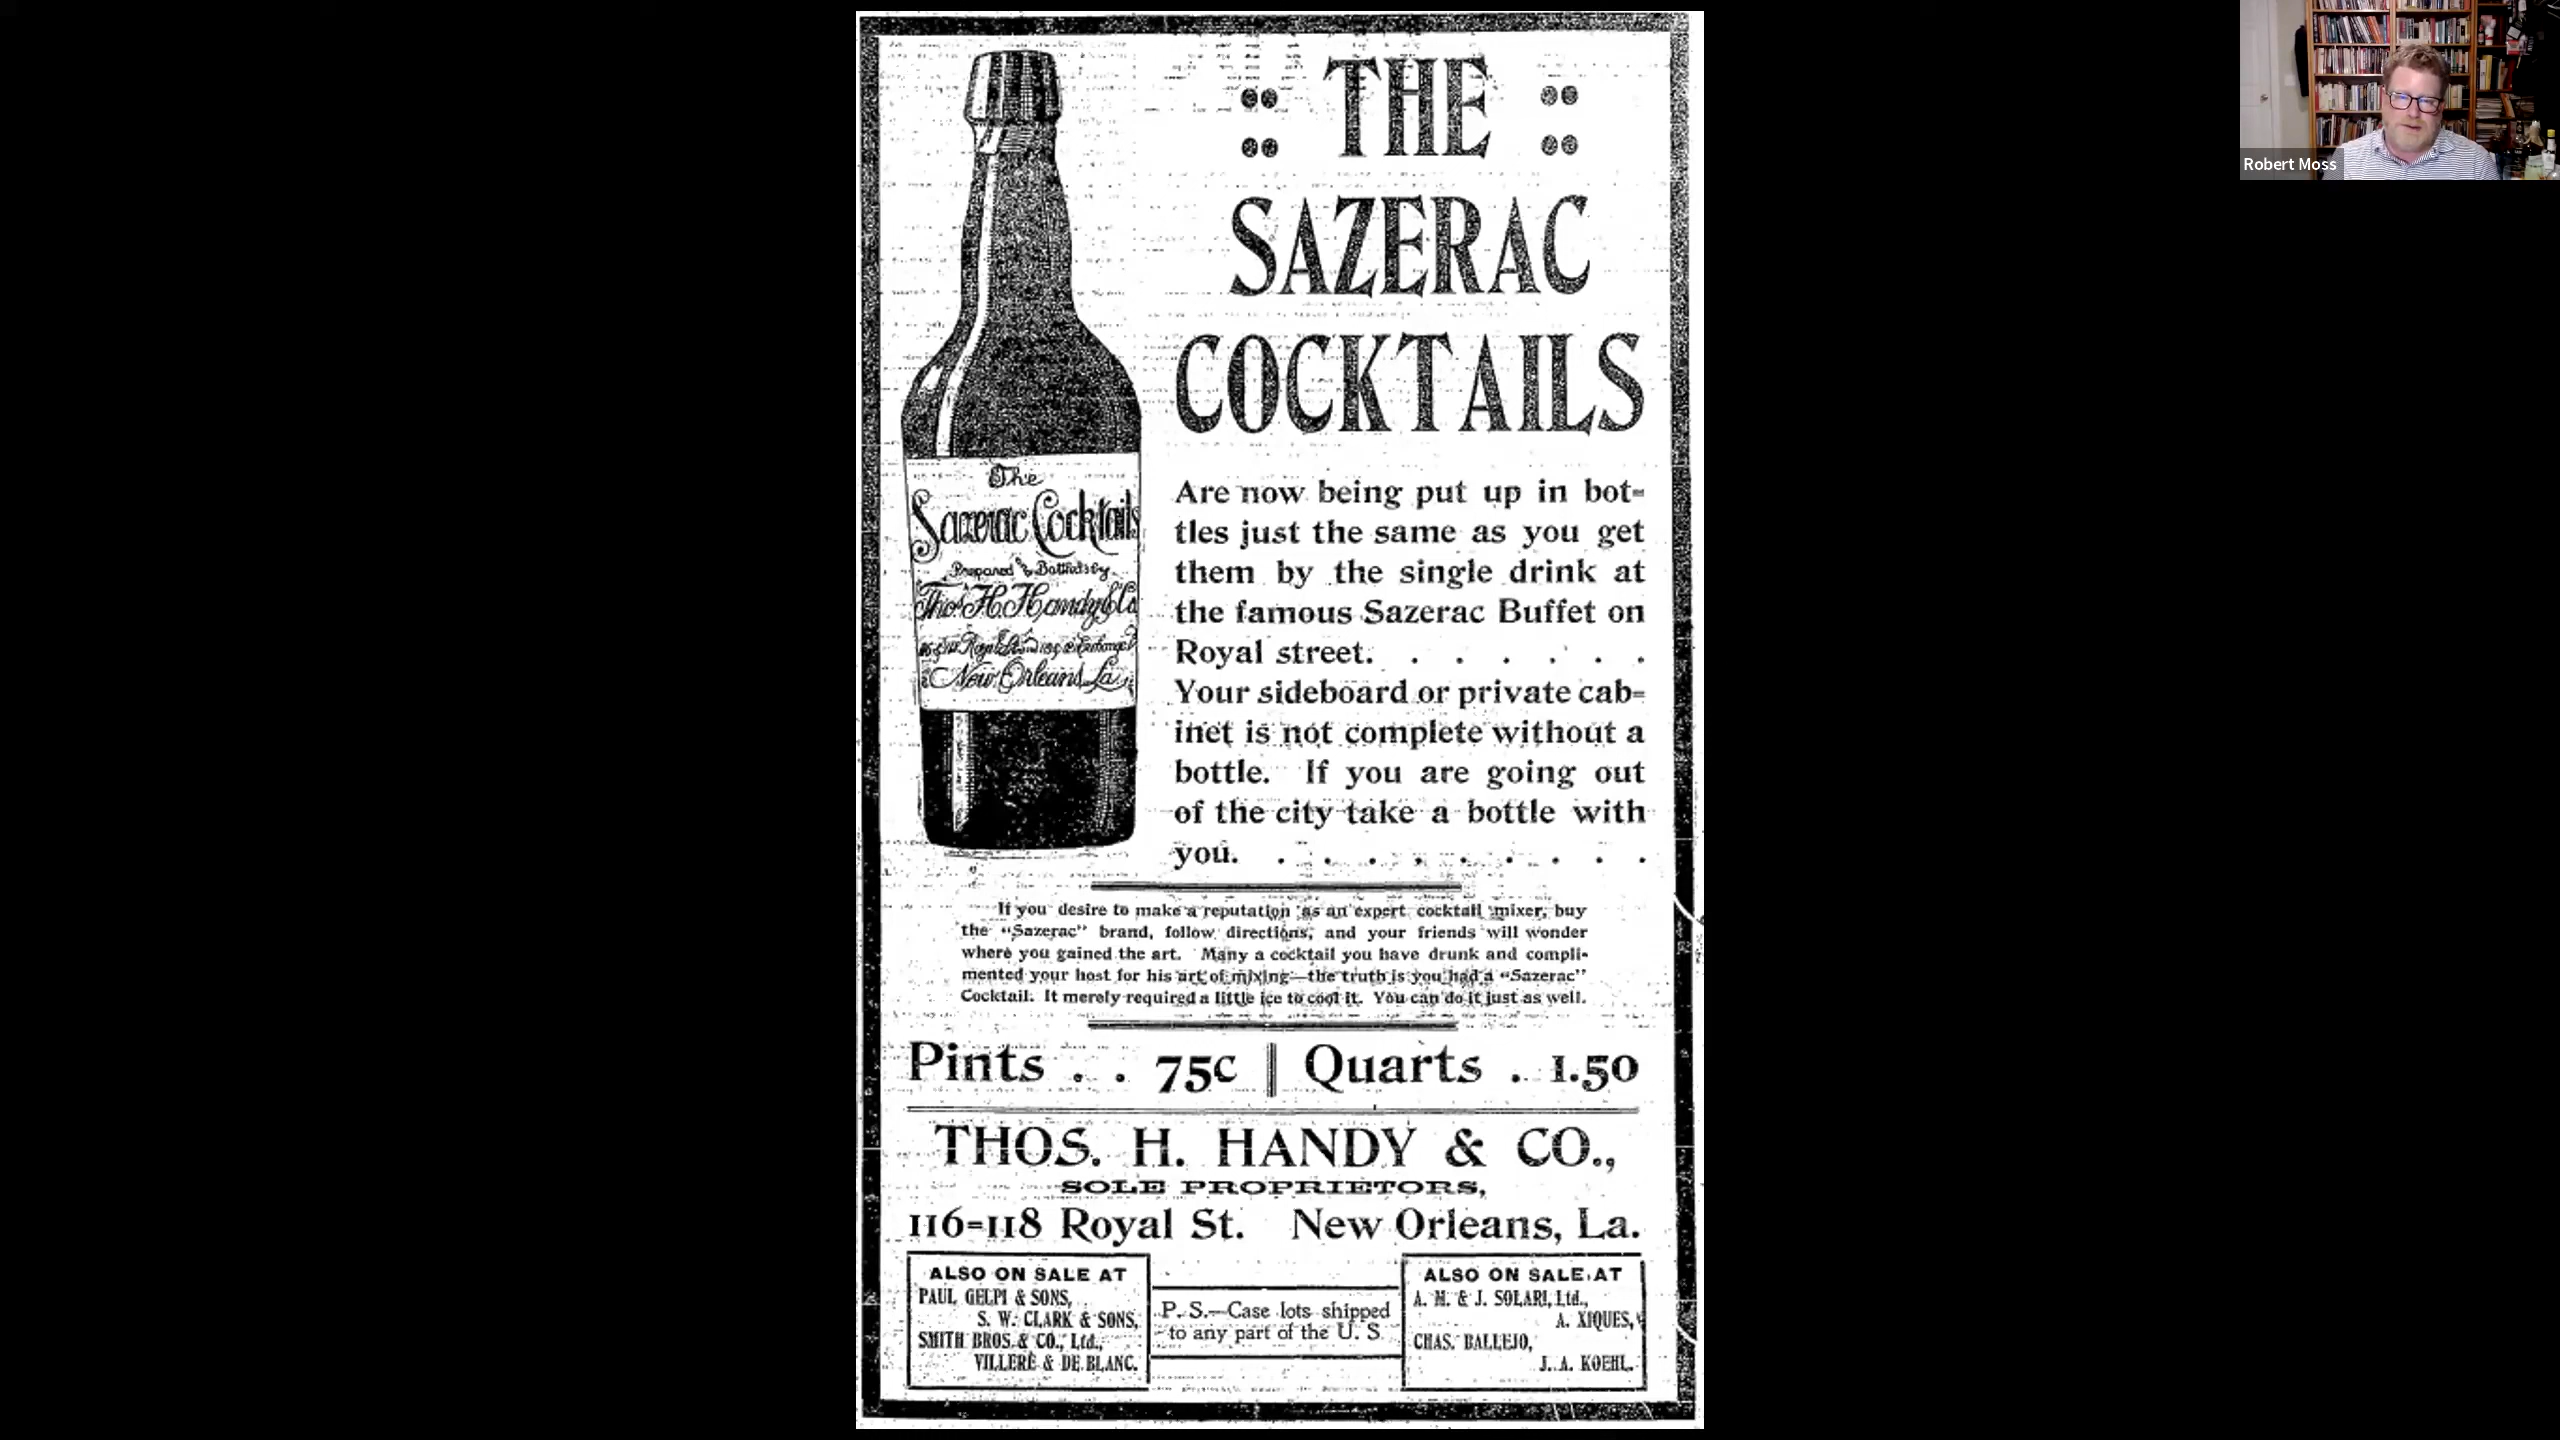 THE
SAZERAC
COCKTAILS
The
Sazerac Cocktails
Prepared & Bottled by
Thos. H. Handy & Co
New Orleans, La.
Are now being put up in bot-
tles just the same as you get
them by the single drink at
the famous Sazerac Buffet on
Royal street. . . . . . .
Your sideboard or private cab-
inet is not complete without a
bottle. If you are going out
of the city take a bottle with
you. . . . . . . . . .
If you desire to make a reputation as an expert cocktail mixer, buy
the "Sazerac" brand, follow directions, and your friends will wonder
where you gained the art. Many a cocktail you have drunk and compli-
mented your host for his art of mixing—the truth is you had a "Sazerac"
Cocktail. It merely required a little ice to cool it. You can do it just as well.
Pints . . 75c | Quarts . 1.50
THOS. H. HANDY & CO.,
SOLE PROPRIETORS,
116-118 Royal St. New Orleans, La.
ALSO ON SALE AT
PAUL GELPI & SONS,
S. W. CLARK & SONS,
SMITH BROS. & CO., Ltd.,
VILLERÉ & DE BLANC.
P. S.—Case lots shipped
to any part of the U. S
ALSO ON SALE AT
A. M. & J. SOLARI, Ltd.,
A. XIQUES,
CHAS. BALLEJO,
J. A. KOEHL.
Robert Moss